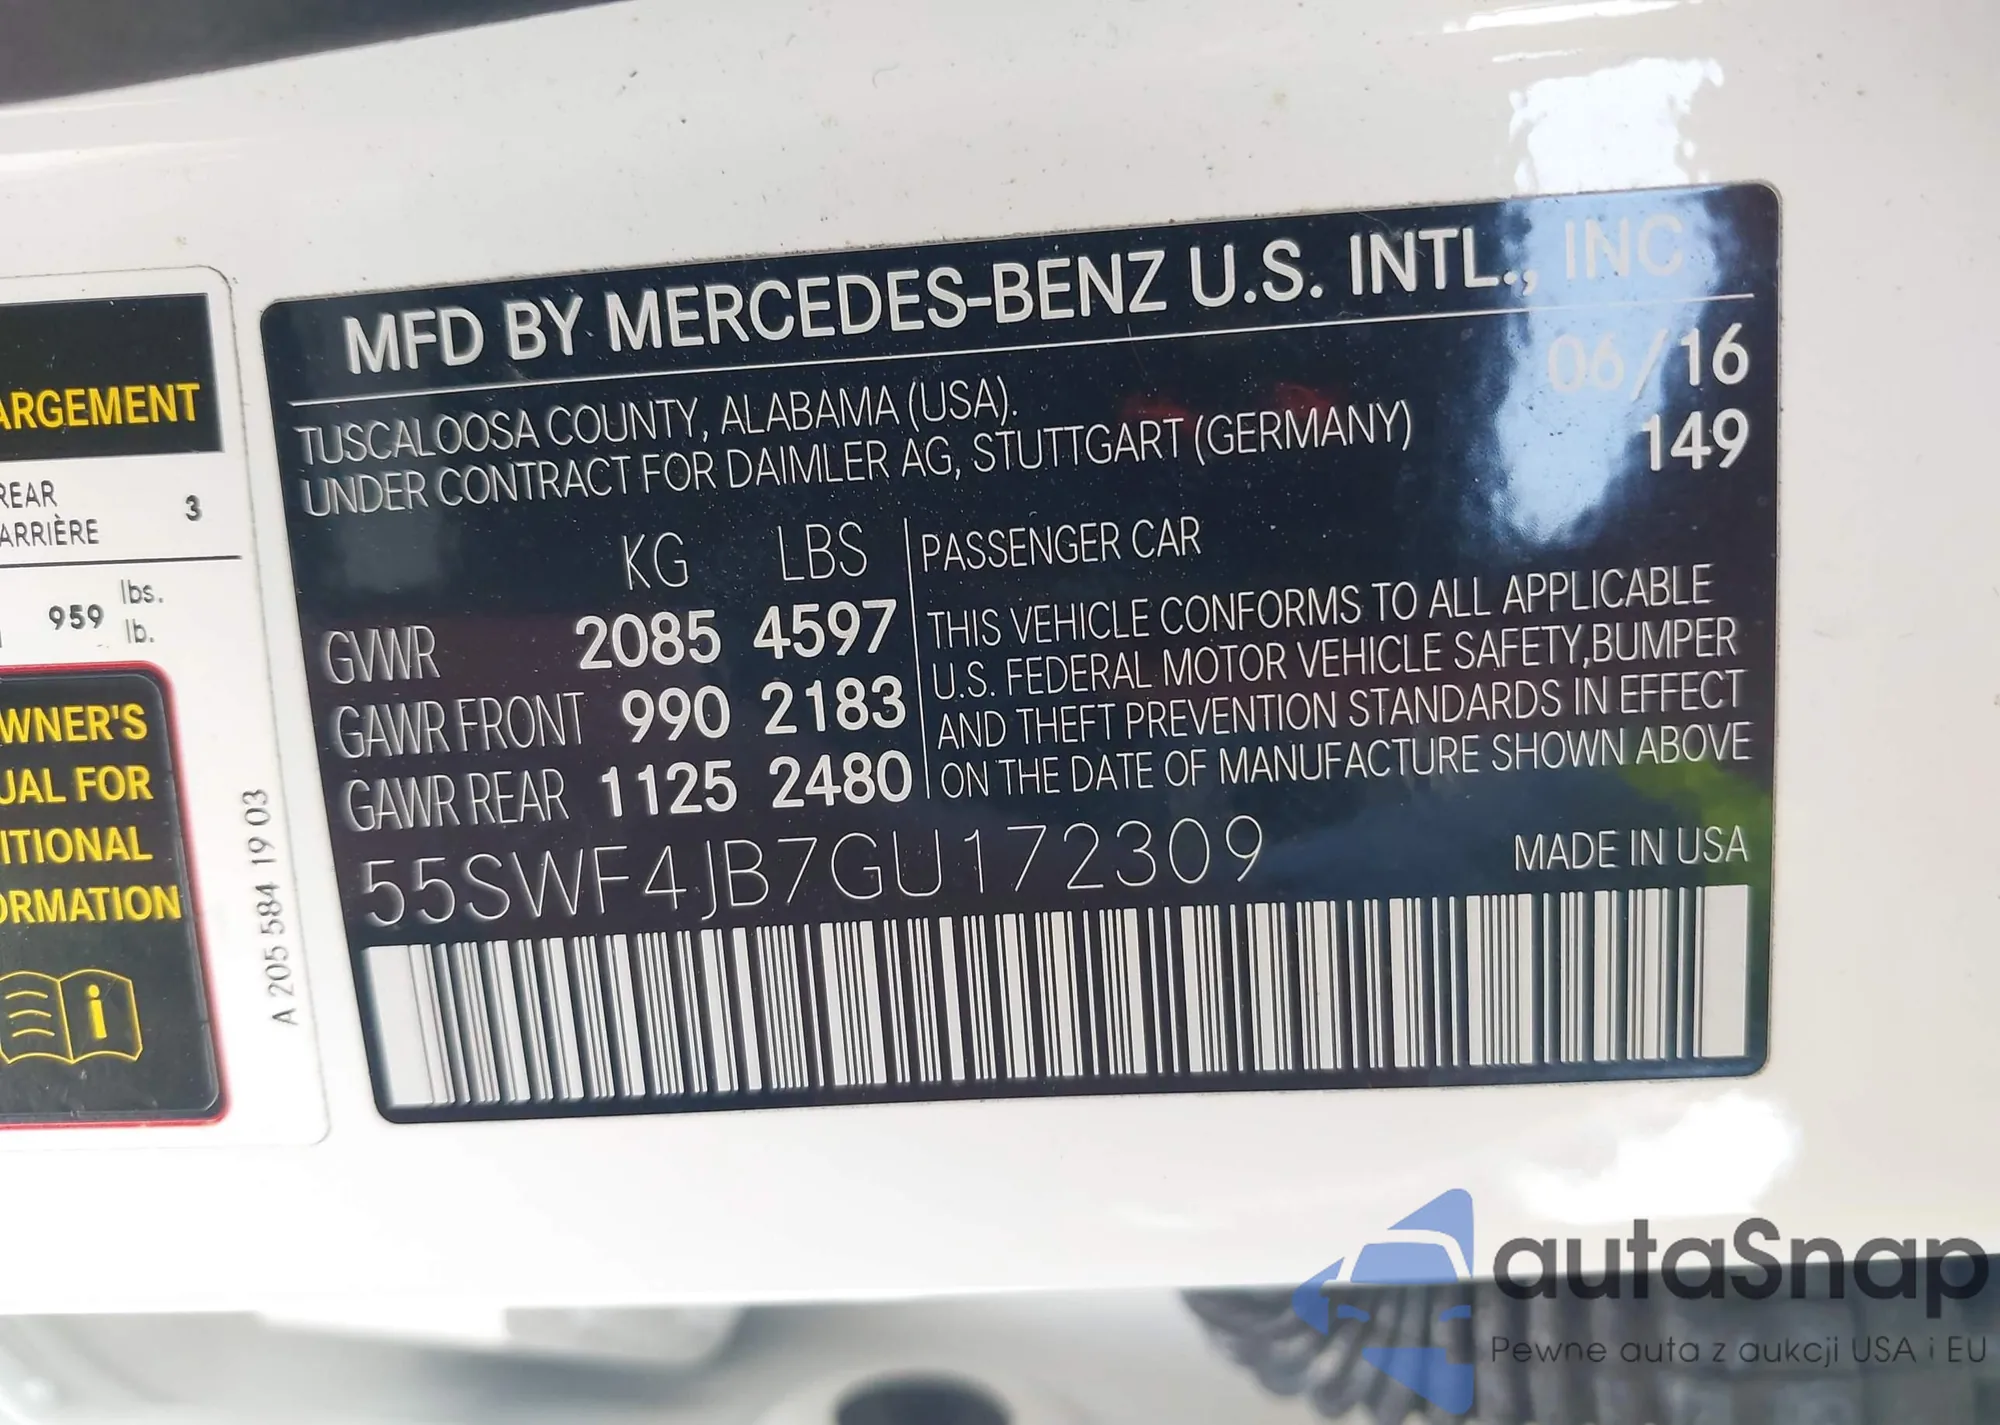 ARGEMENT
REAR
ARRIÈRE
3
959
lbs.
lb.
WNER'S
UAL FOR
ITIONAL
ORMATION
i
A 205 584 19 03
MFD BY MERCEDES-BENZ U.S. INTL., INC
06/16
TUSCALOOSA COUNTY, ALABAMA (USA).
149
UNDER CONTRACT FOR DAIMLER AG, STUTTGART (GERMANY)
KG LBS
GVWR 2085 4597
GAWR FRONT 990 2183
GAWR REAR 1125 2480
PASSENGER CAR
THIS VEHICLE CONFORMS TO ALL APPLICABLE
U.S. FEDERAL MOTOR VEHICLE SAFETY,BUMPER
AND THEFT PREVENTION STANDARDS IN EFFECT
ON THE DATE OF MANUFACTURE SHOWN ABOVE
55SWF4JB7GU172309
MADE IN USA
autaSnap
Pewne auta z aukcji USA i EU